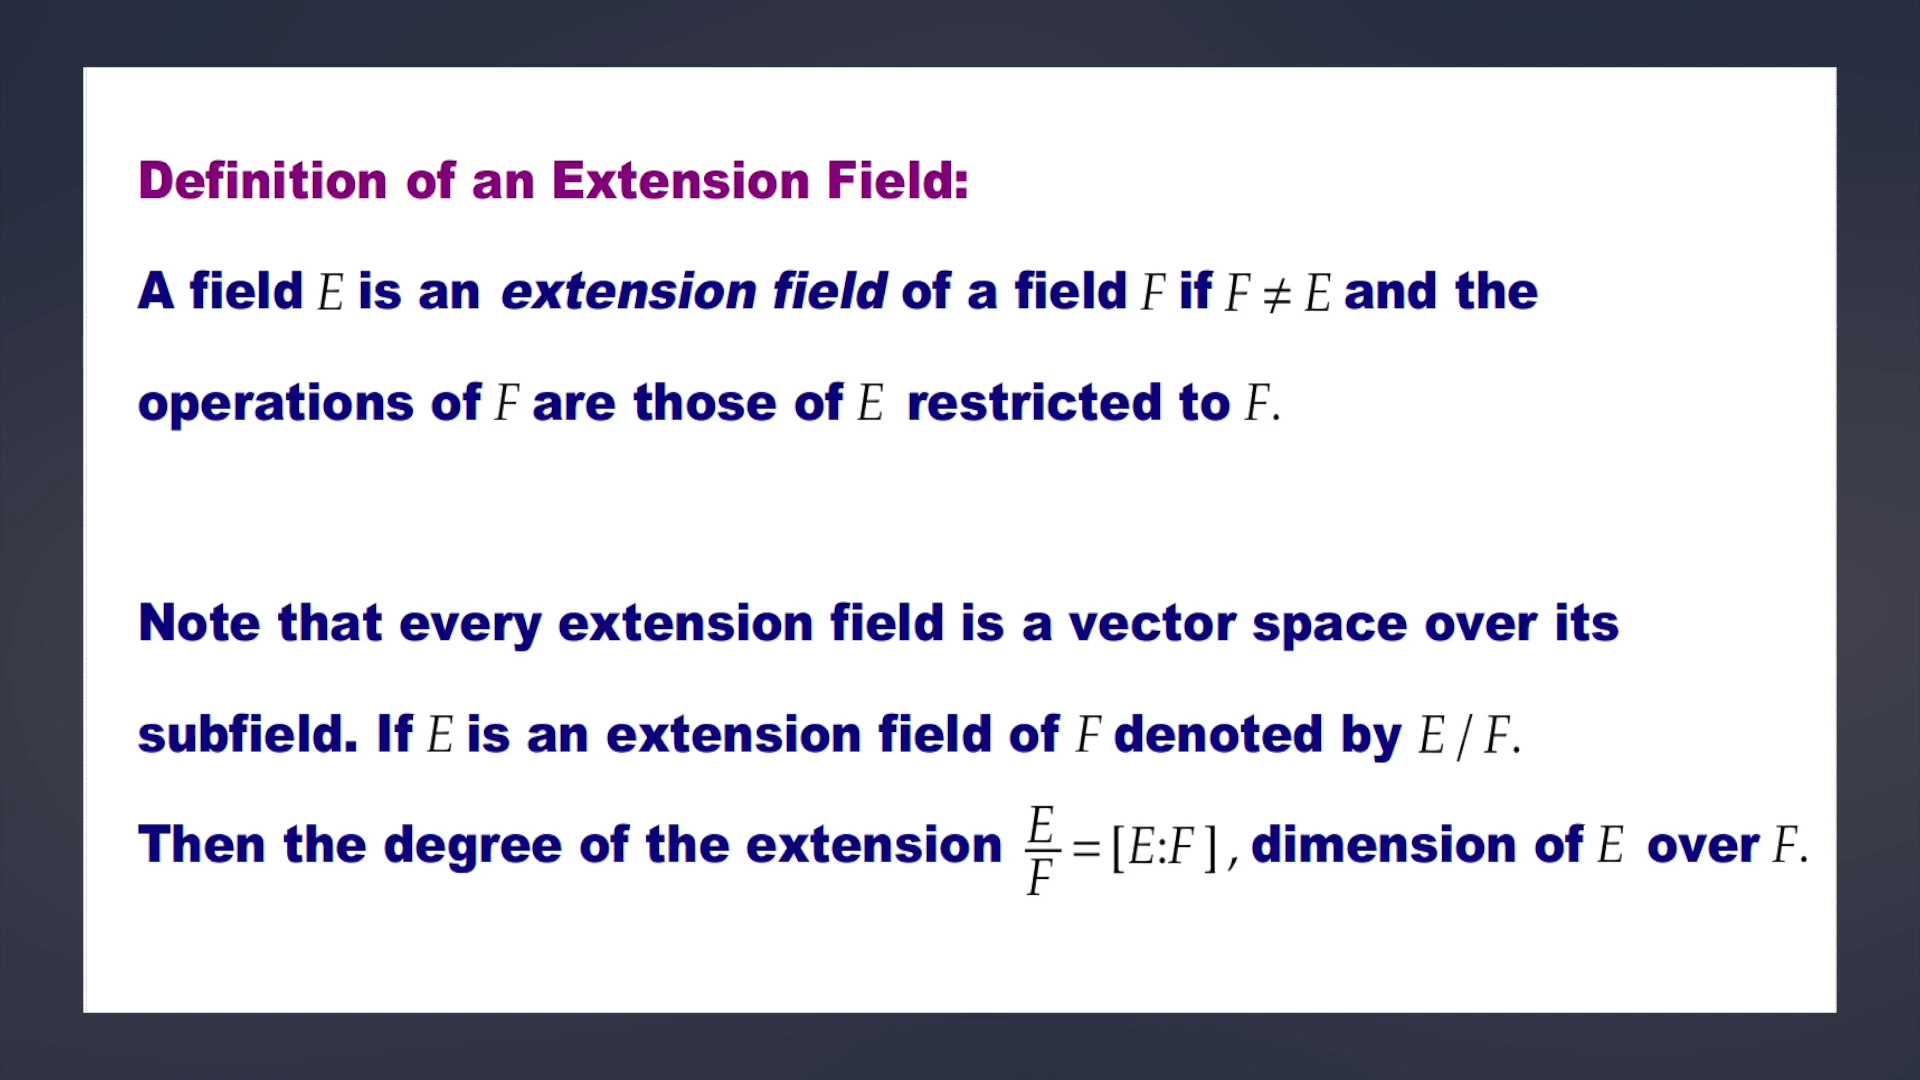 Definition of an Extension Field:
A field E is an extension field of a field F if F ≠ E and the
operations of F are those of E restricted to F.
Note that every extension field is a vector space over its
subfield. If E is an extension field of F denoted by E / F.
Then the degree of the extension E/F = [E:F], dimension of E over F.